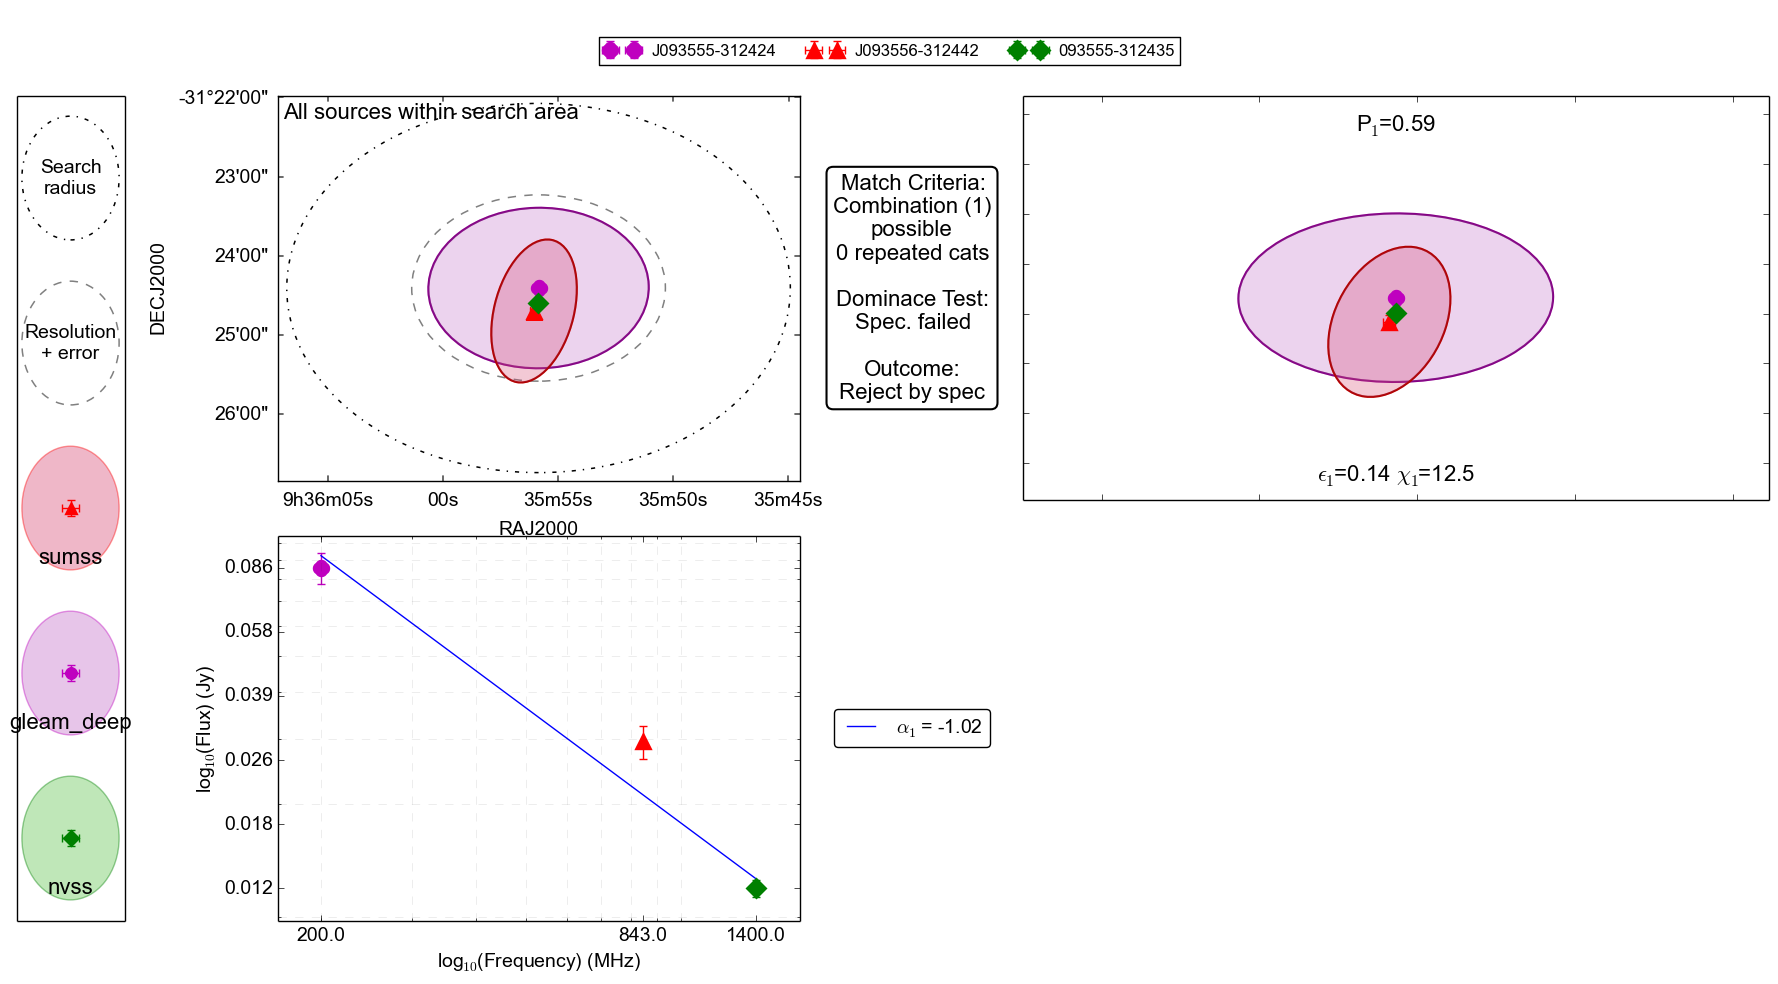 J093555-312424
J093556-312442
093555-312435
Search
radius
Resolution
+ error
sumss
gleam_deep
nvss
All sources within search area
-31°22'00"
23'00"
24'00"
25'00"
26'00"
DECJ2000
9h36m05s
00s
35m55s
35m50s
35m45s
RAJ2000
Match Criteria:
Combination (1)
possible
0 repeated cats
Dominace Test:
Spec. failed
Outcome:
Reject by spec
P₁=0.59
ϵ₁=0.14 χ₁=12.5
0.086
0.058
0.039
0.026
0.018
0.012
log₁₀(Flux) (Jy)
200.0
843.0
1400.0
log₁₀(Frequency) (MHz)
α₁ = -1.02